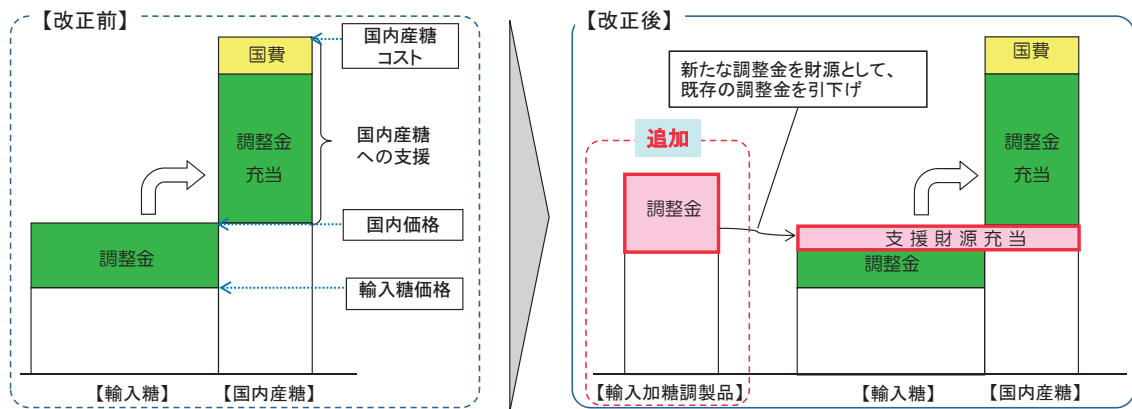 【改正前】
国費
国内産糖
コスト
調整金
充当
国内産糖
への支援
国内価格
調整金
輸入糖価格
【輸入糖】
【国内産糖】
【改正後】
新たな調整金を財源として、
既存の調整金を引下げ
追加
国費
調整金
充当
調整金
支援財源充当
調整金
【輸入加糖調製品】
【輸入糖】
【国内産糖】